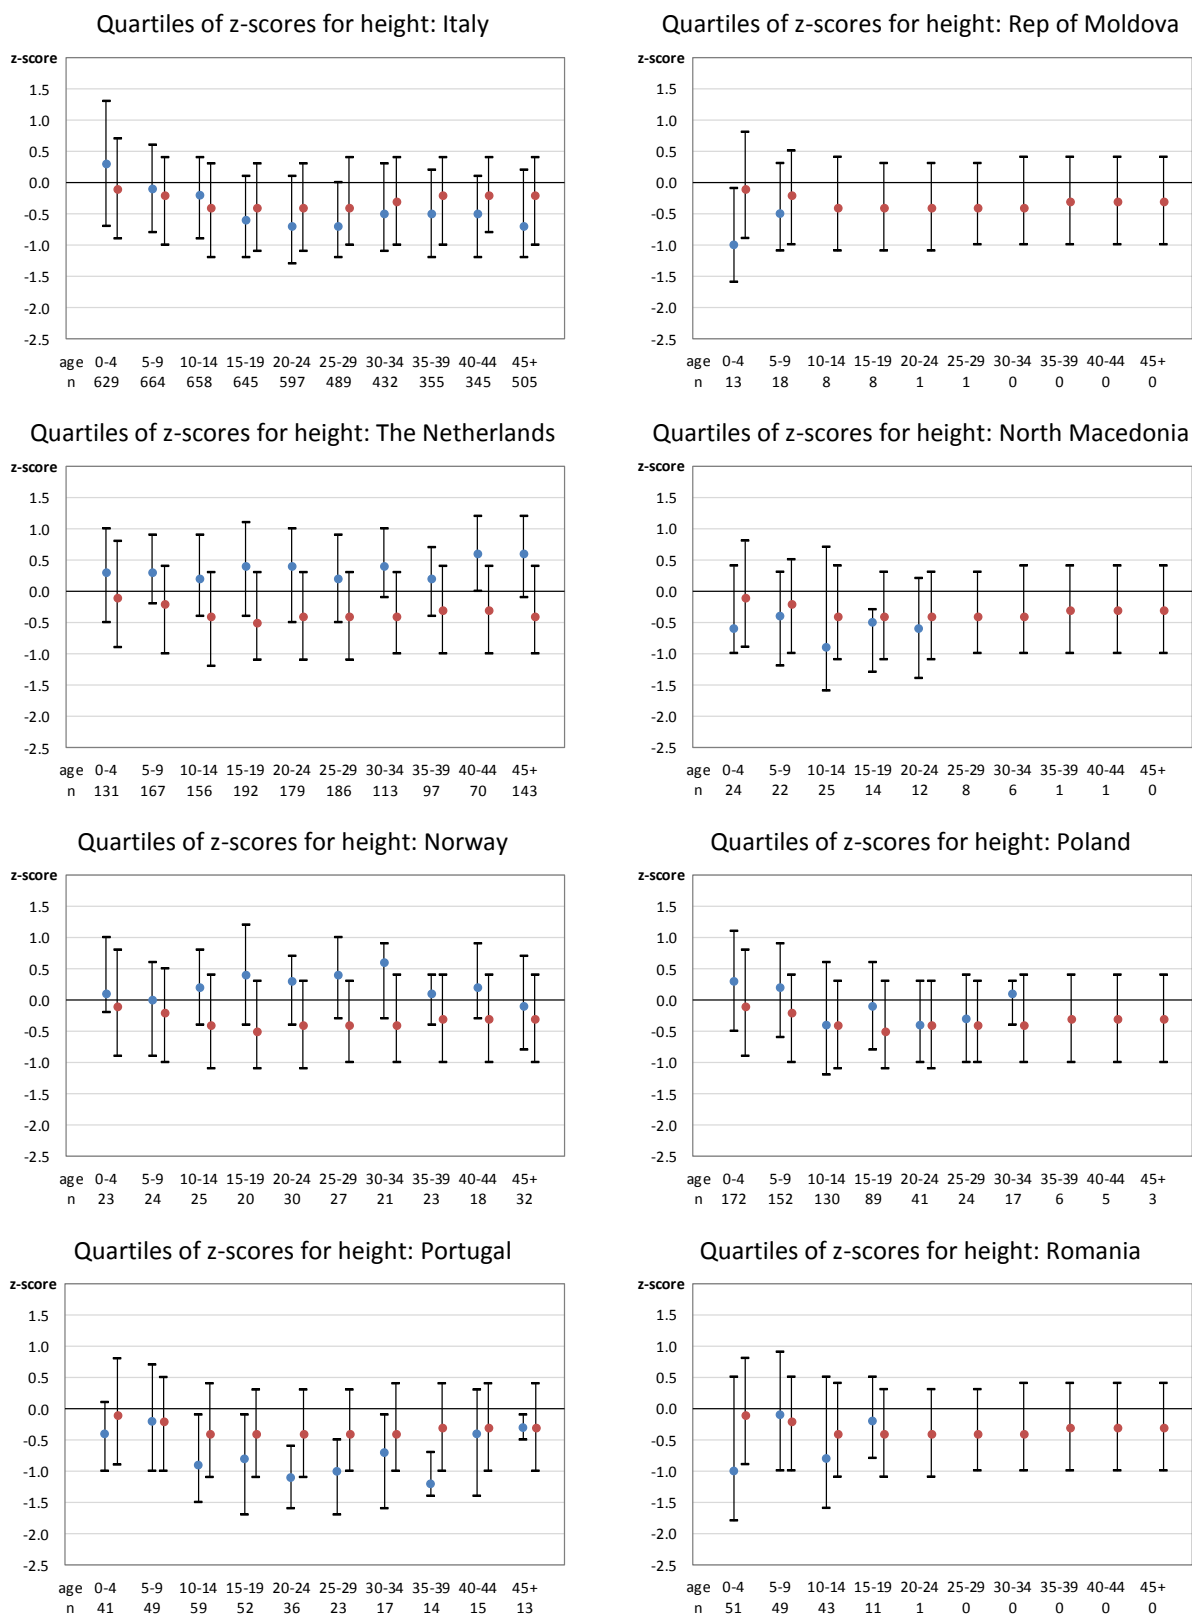 Quartiles of z-scores for height: Italy
z-score
1.5
1.0
0.5
0.0
-0.5
-1.0
-1.5
-2.0
-2.5
age 0-4 5-9 10-14 15-19 20-24 25-29 30-34 35-39 40-44 45+
n 629 664 658 645 597 489 432 355 345 505
Quartiles of z-scores for height: Rep of Moldova
z-score
1.5
1.0
0.5
0.0
-0.5
-1.0
-1.5
-2.0
-2.5
age 0-4 5-9 10-14 15-19 20-24 25-29 30-34 35-39 40-44 45+
n 13 18 8 8 1 1 0 0 0 0
Quartiles of z-scores for height: The Netherlands
z-score
1.5
1.0
0.5
0.0
-0.5
-1.0
-1.5
-2.0
-2.5
age 0-4 5-9 10-14 15-19 20-24 25-29 30-34 35-39 40-44 45+
n 131 167 156 192 179 186 113 97 70 143
Quartiles of z-scores for height: North Macedonia
z-score
1.5
1.0
0.5
0.0
-0.5
-1.0
-1.5
-2.0
-2.5
age 0-4 5-9 10-14 15-19 20-24 25-29 30-34 35-39 40-44 45+
n 24 22 25 14 12 8 6 1 1 0
Quartiles of z-scores for height: Norway
z-score
1.5
1.0
0.5
0.0
-0.5
-1.0
-1.5
-2.0
-2.5
age 0-4 5-9 10-14 15-19 20-24 25-29 30-34 35-39 40-44 45+
n 23 24 25 20 30 27 21 23 18 32
Quartiles of z-scores for height: Poland
z-score
1.5
1.0
0.5
0.0
-0.5
-1.0
-1.5
-2.0
-2.5
age 0-4 5-9 10-14 15-19 20-24 25-29 30-34 35-39 40-44 45+
n 172 152 130 89 41 24 17 6 5 3
Quartiles of z-scores for height: Portugal
z-score
1.5
1.0
0.5
0.0
-0.5
-1.0
-1.5
-2.0
-2.5
age 0-4 5-9 10-14 15-19 20-24 25-29 30-34 35-39 40-44 45+
n 41 49 59 52 36 23 17 14 15 13
Quartiles of z-scores for height: Romania
z-score
1.5
1.0
0.5
0.0
-0.5
-1.0
-1.5
-2.0
-2.5
age 0-4 5-9 10-14 15-19 20-24 25-29 30-34 35-39 40-44 45+
n 51 49 43 11 1 0 0 0 0 0